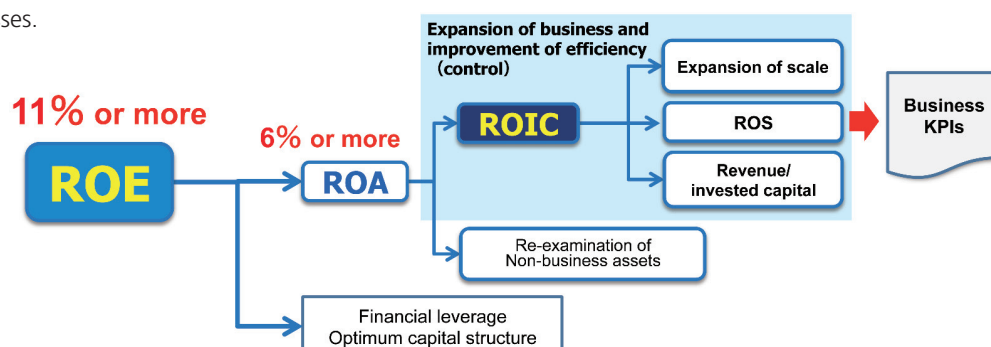 ses.
Expansion of business and
improvement of efficiency
（control）
Expansion of scale
11% or more
Business
KPIs
6% or more
ROIC
ROS
ROE
ROA
Revenue/
invested capital
Re-examination of
Non-business assets
Financial leverage
Optimum capital structure